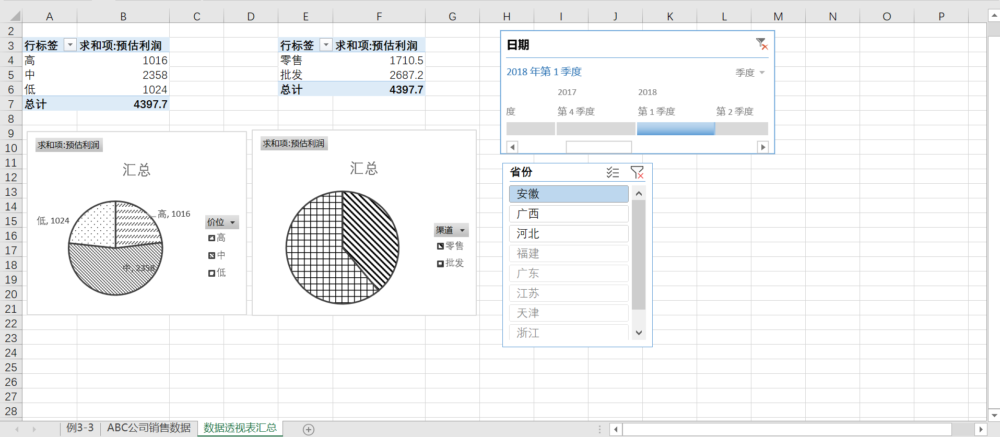 A B C D E F G H I J K L M N O P
2
3 行标签 求和项:预估利润 行标签 求和项:预估利润
4 高 1016 零售 1710.5
5 中 2358 批发 2687.2
6 低 1024 总计 4397.7
7 总计 4397.7
8
9
10
11
12
13
14
15
16
17
18
19
20
21
22
23
24
25
26
27
28
求和项:预估利润
汇总
低, 1024
高, 1016
中, 2358
价位
高
中
低
求和项:预估利润
汇总
渠道
零售
批发
日期
2018 年第 1 季度 季度
2017 2018
度 第 4 季度 第 1 季度 第 2 季度
省份
安徽
广西
河北
福建
广东
江苏
天津
浙江
例3-3 ABC公司销售数据 数据透视表汇总